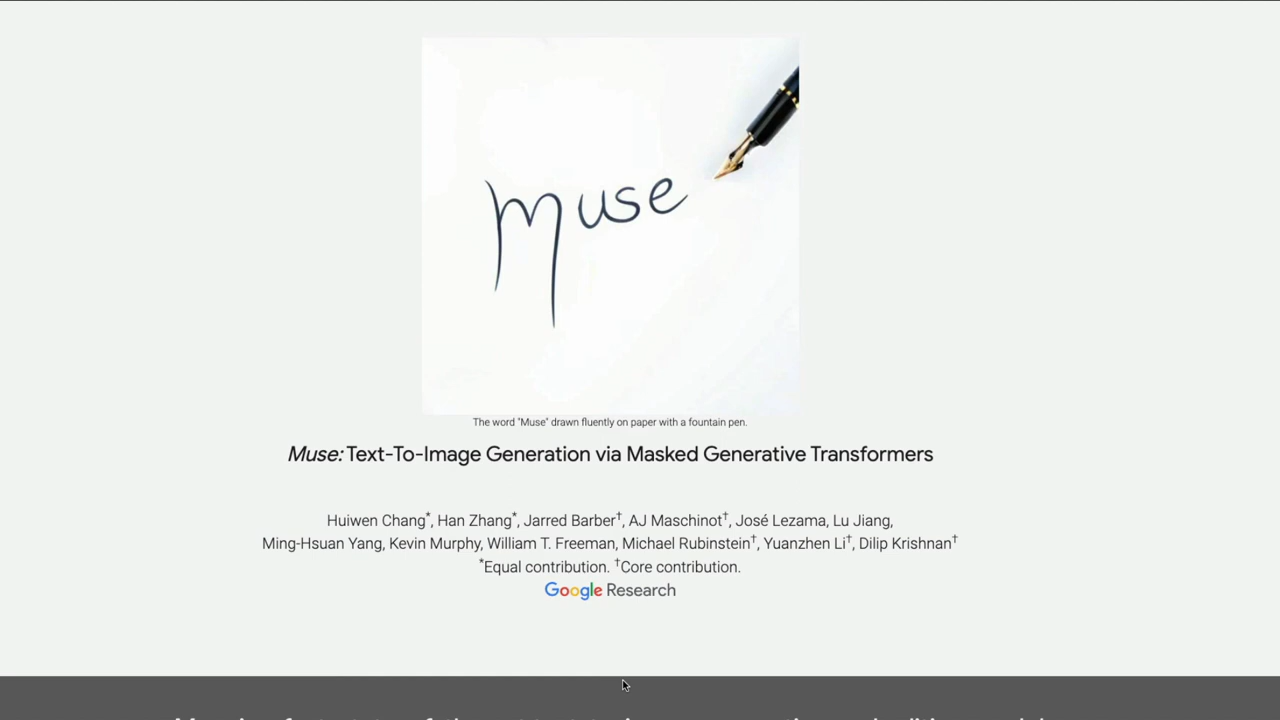 Muse
The word "Muse" drawn fluently on paper with a fountain pen.
Muse: Text-To-Image Generation via Masked Generative Transformers
Huiwen Chang*, Han Zhang*, Jarred Barber†, AJ Maschinot†, José Lezama, Lu Jiang,
Ming-Hsuan Yang, Kevin Murphy, William T. Freeman, Michael Rubinstein†, Yuanzhen Li†, Dilip Krishnan†
*Equal contribution. †Core contribution.
Google Research